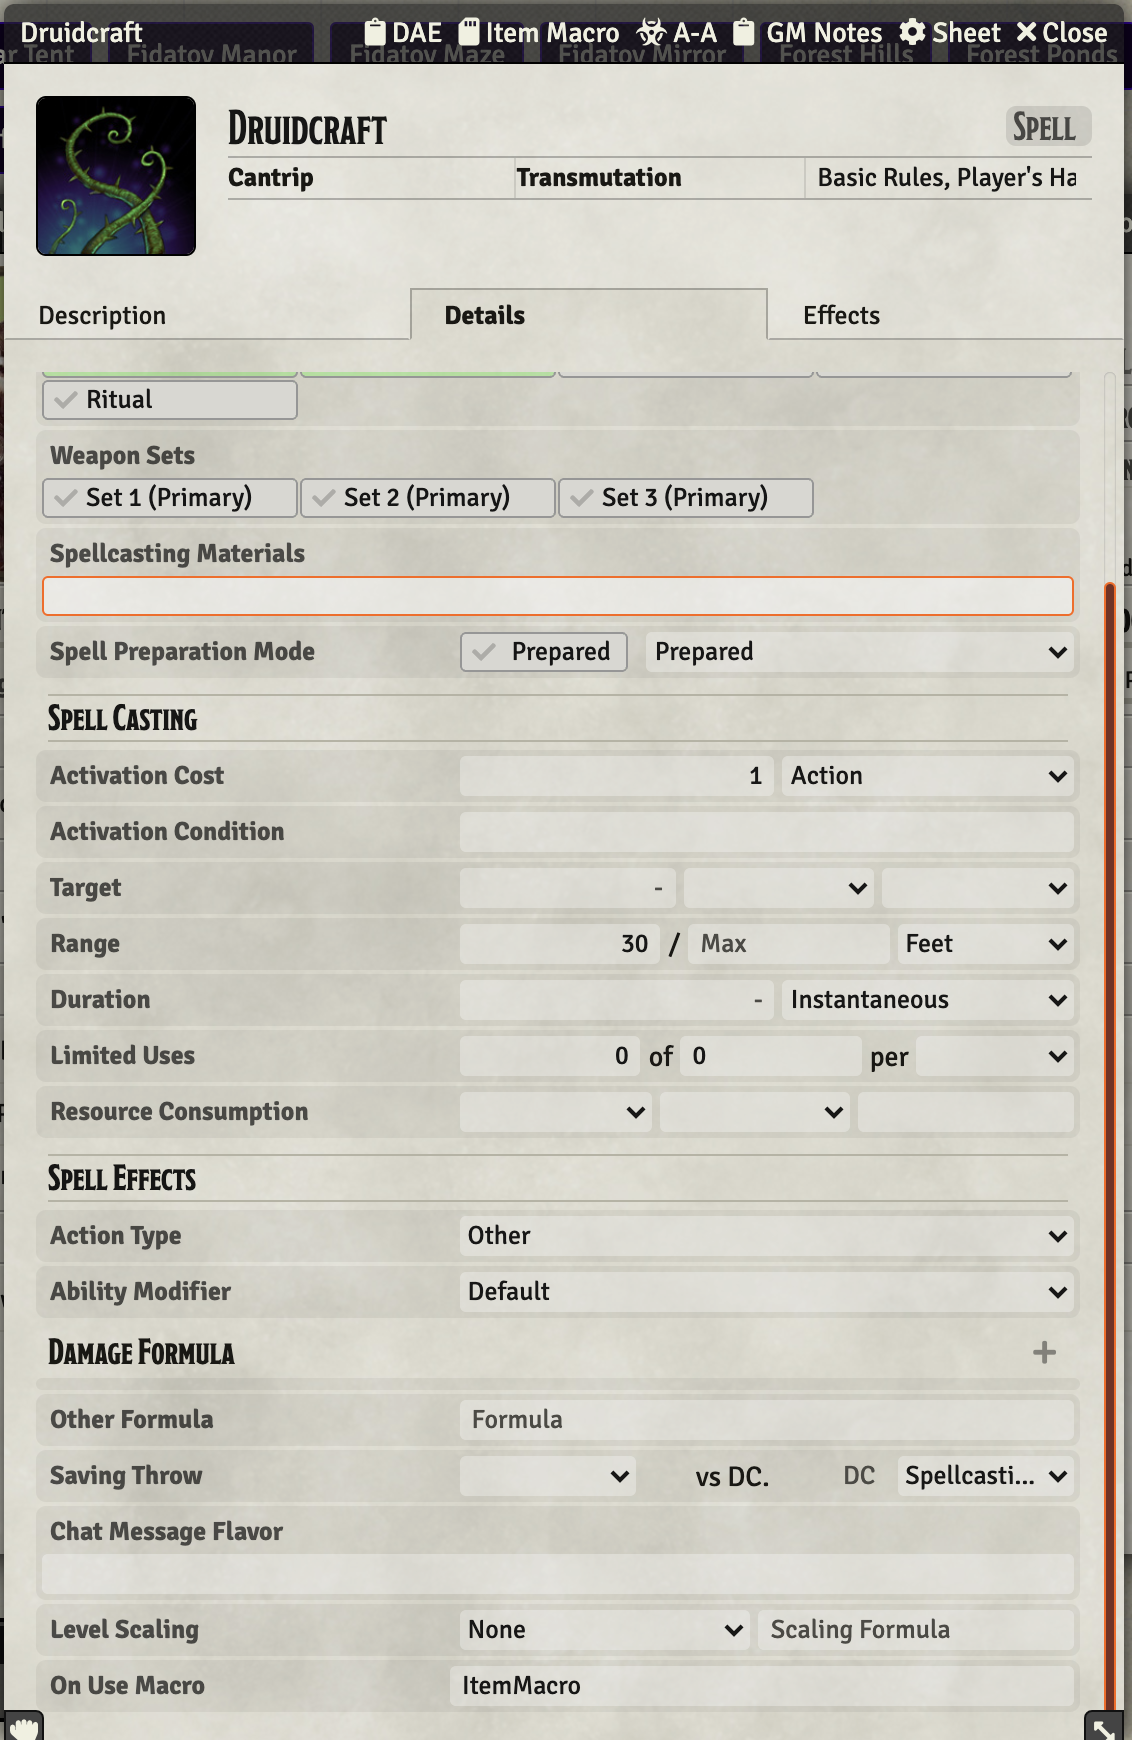 Druidcraft DAE Item Macro A-A GM Notes Sheet Close
ar Tent Fidatov Manor Fidatov Maze Fidatov Mirror Forest Hills Forest Ponds
Druidcraft Spell
Cantrip Transmutation Basic Rules, Player's Ha
Description Details Effects
Ritual
Weapon Sets
Set 1 (Primary) Set 2 (Primary) Set 3 (Primary)
Spellcasting Materials
Spell Preparation Mode Prepared Prepared
Spell Casting
Activation Cost 1 Action
Activation Condition
Target -
Range 30 / Max Feet
Duration - Instantaneous
Limited Uses 0 of 0 per
Resource Consumption
Spell Effects
Action Type Other
Ability Modifier Default
Damage Formula
Other Formula Formula
Saving Throw vs DC. DC Spellcasti...
Chat Message Flavor
Level Scaling None Scaling Formula
On Use Macro ItemMacro